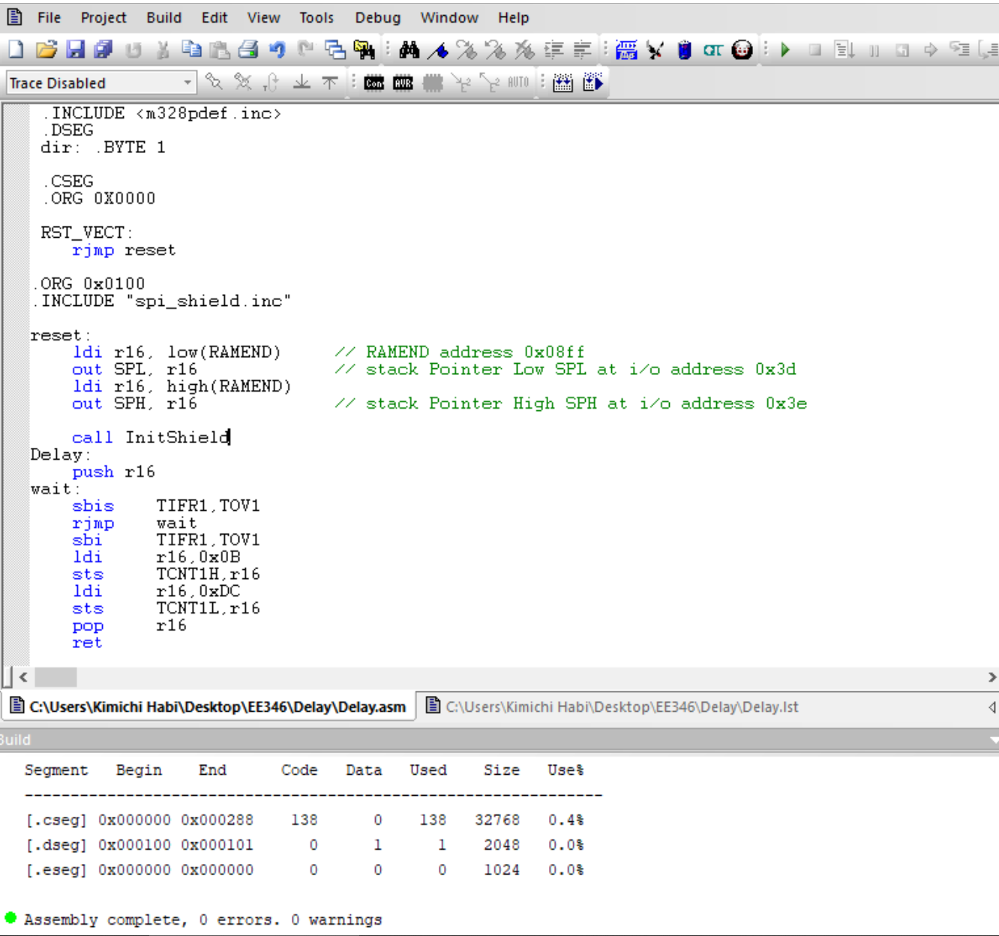 File Project Build Edit View Tools Debug Window Help
Trace Disabled
Con AVR AUTO
.INCLUDE <m328pdef.inc>
.DSEG
dir: .BYTE 1
.CSEG
.ORG 0X0000
RST_VECT:
rjmp reset
.ORG 0x0100
.INCLUDE "spi_shield.inc"
reset:
ldi r16, low(RAMEND) // RAMEND address 0x08ff
out SPL, r16 // stack Pointer Low SPL at i/o address 0x3d
ldi r16, high(RAMEND)
out SPH, r16 // stack Pointer High SPH at i/o address 0x3e
call InitShield
Delay:
push r16
wait:
sbis TIFR1,TOV1
rjmp wait
sbi TIFR1,TOV1
ldi r16,0x0B
sts TCNT1H,r16
ldi r16,0xDC
sts TCNT1L,r16
pop r16
ret
C:\Users\Kimichi Habi\Desktop\EE346\Delay\Delay.asm C:\Users\Kimichi Habi\Desktop\EE346\Delay\Delay.lst
Build
Segment Begin End Code Data Used Size Use%
---------------------------------------------------------------
[.cseg] 0x000000 0x000288 138 0 138 32768 0.4%
[.dseg] 0x000100 0x000101 0 1 1 2048 0.0%
[.eseg] 0x000000 0x000000 0 0 0 1024 0.0%
Assembly complete, 0 errors. 0 warnings